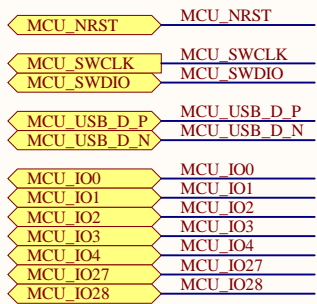 MCU_NRST MCU_NRST
MCU_SWCLK MCU_SWCLK
MCU_SWDIO MCU_SWDIO
MCU_USB_D_P MCU_USB_D_P
MCU_USB_D_N MCU_USB_D_N
MCU_IO0 MCU_IO0
MCU_IO1 MCU_IO1
MCU_IO2 MCU_IO2
MCU_IO3 MCU_IO3
MCU_IO4 MCU_IO4
MCU_IO27 MCU_IO27
MCU_IO28 MCU_IO28